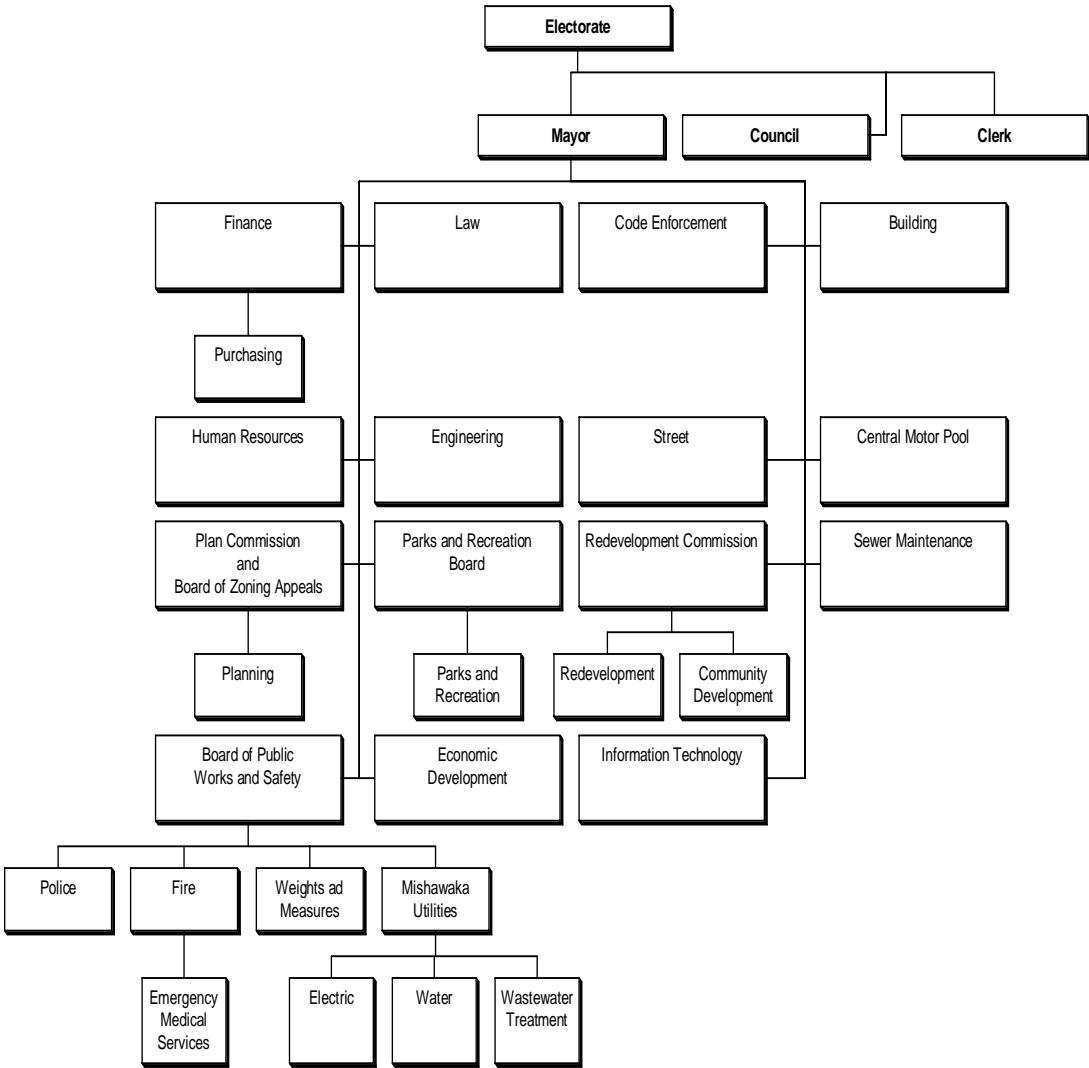 Electorate
Mayor
Council
Clerk
Finance
Law
Code Enforcement
Building
Purchasing
Human Resources
Engineering
Street
Central Motor Pool
Plan Commission
and
Board of Zoning Appeals
Parks and Recreation
Board
Redevelopment Commission
Sewer Maintenance
Planning
Parks and
Recreation
Redevelopment
Community
Development
Board of Public
Works and Safety
Economic
Development
Information Technology
Police
Fire
Weights ad
Measures
Mishawaka
Utilities
Emergency
Medical
Services
Electric
Water
Wastewater
Treatment